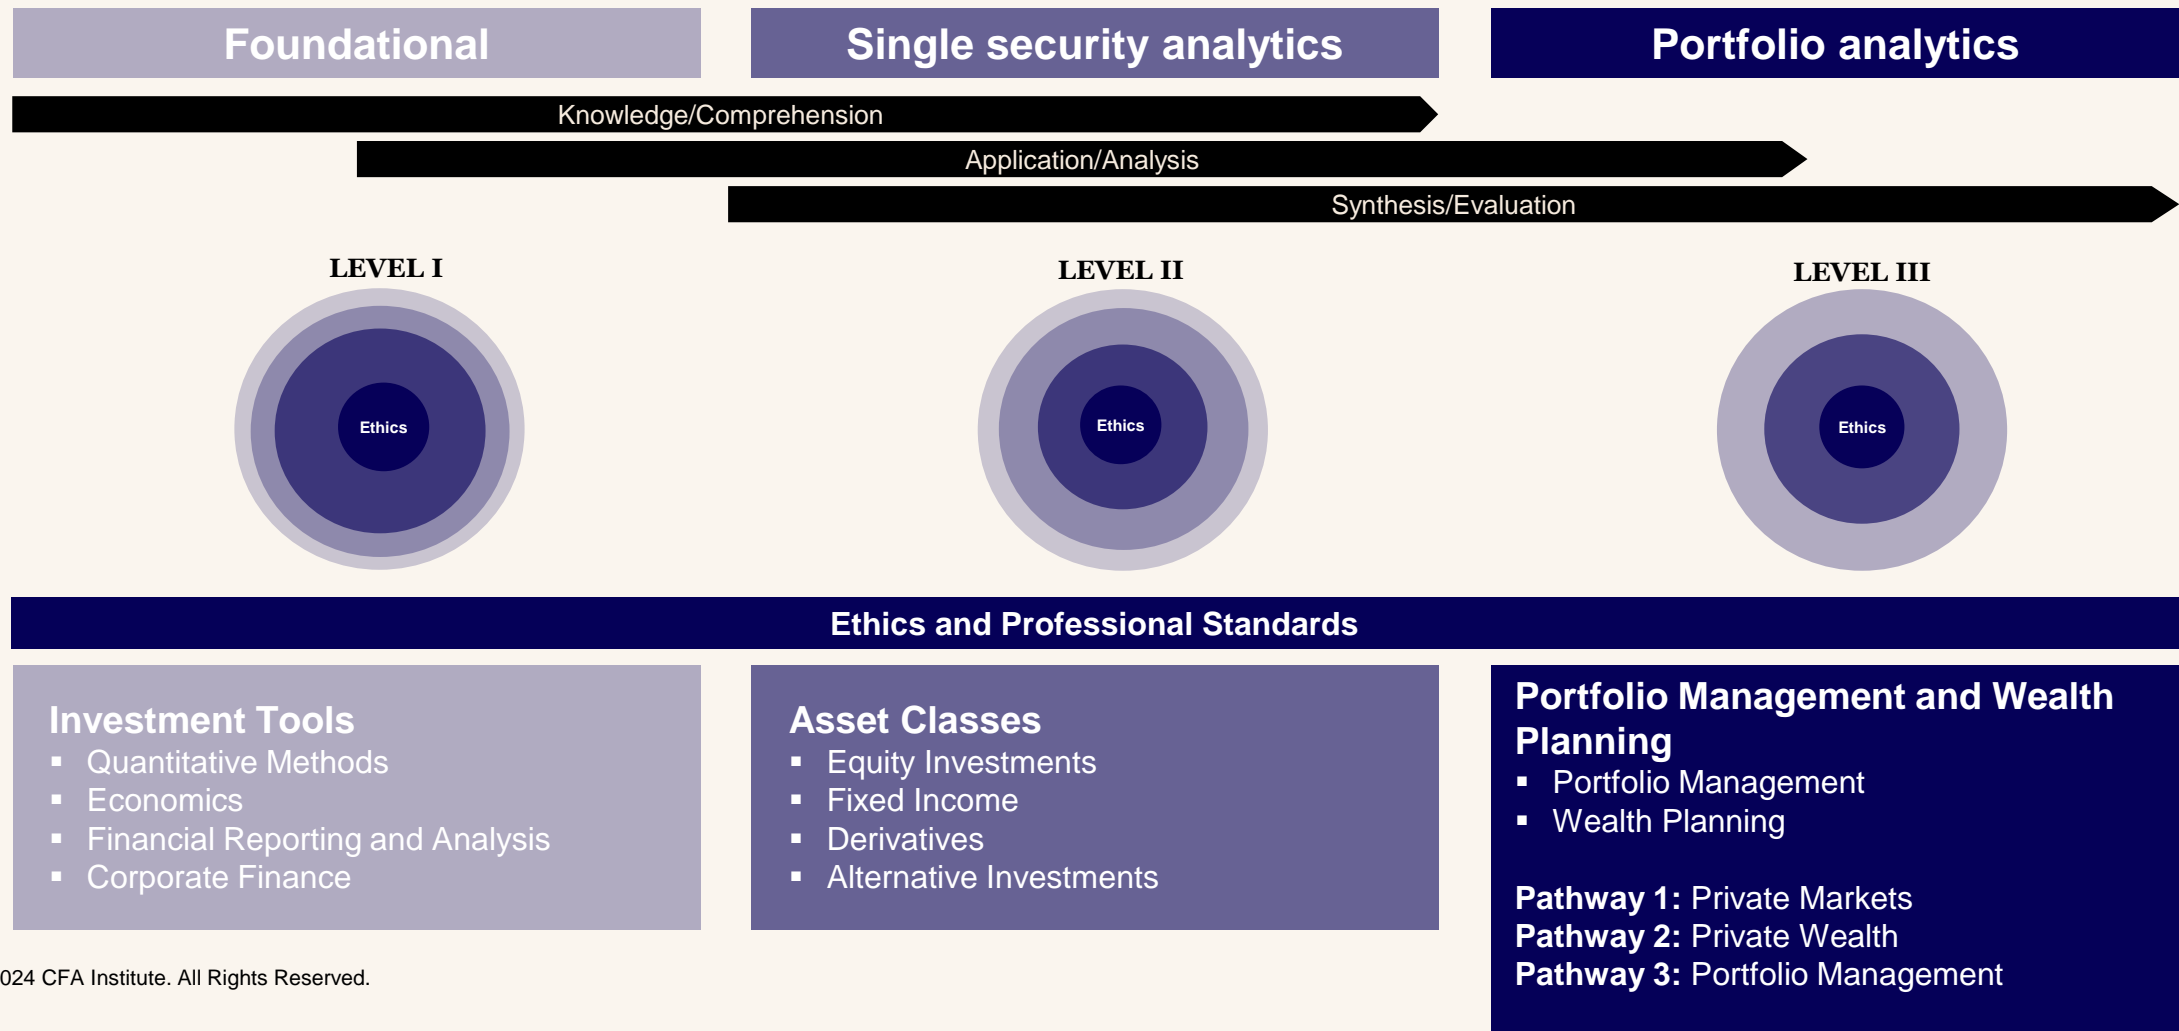 Foundational
Single security analytics
Portfolio analytics
Knowledge/Comprehension
Application/Analysis
Synthesis/Evaluation
LEVEL I
LEVEL II
LEVEL III
Ethics
Ethics
Ethics
Ethics and Professional Standards
Investment Tools
▪ Quantitative Methods
▪ Economics
▪ Financial Reporting and Analysis
▪ Corporate Finance
Asset Classes
▪ Equity Investments
▪ Fixed Income
▪ Derivatives
▪ Alternative Investments
Portfolio Management and Wealth
Planning
▪ Portfolio Management
▪ Wealth Planning
Pathway 1: Private Markets
Pathway 2: Private Wealth
Pathway 3: Portfolio Management
024 CFA Institute. All Rights Reserved.